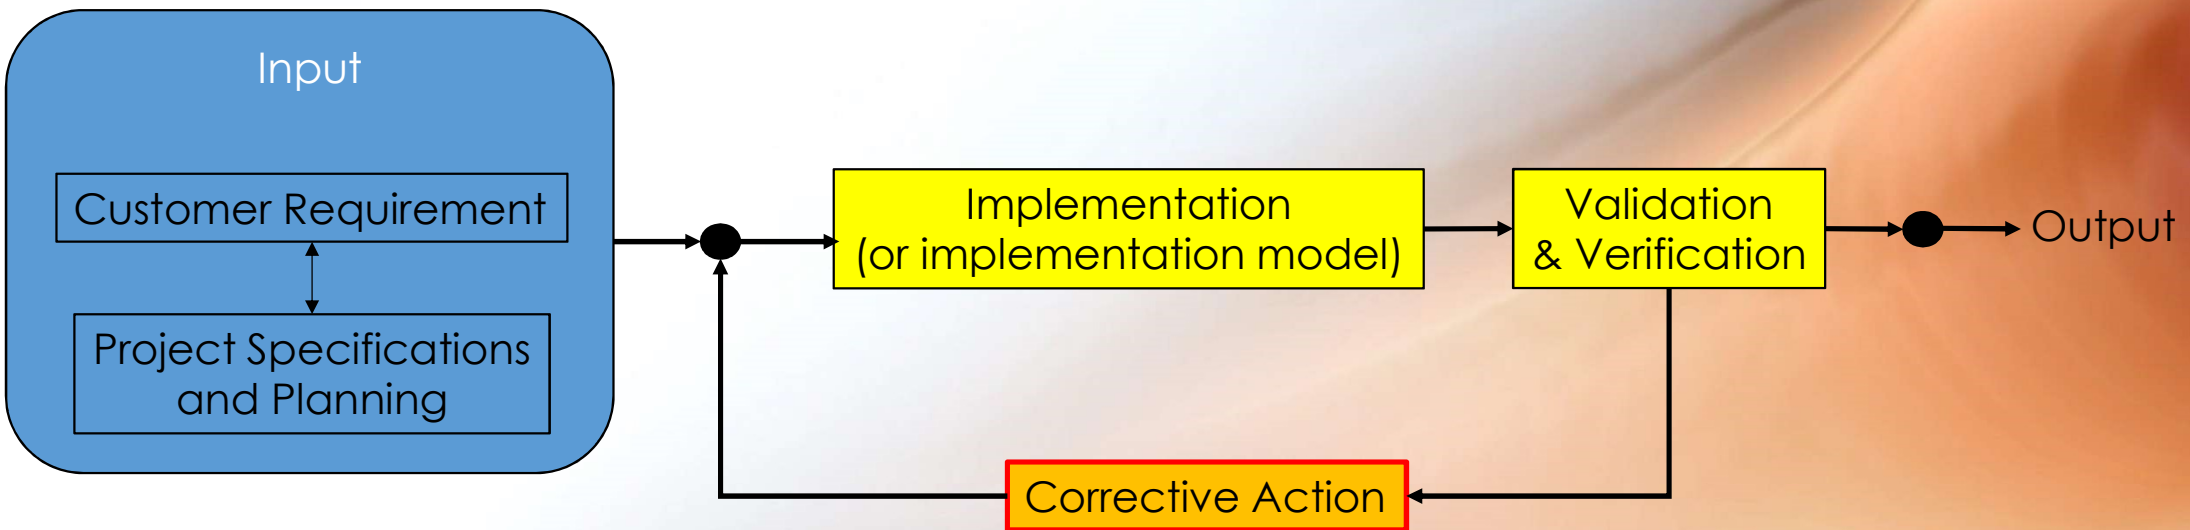 Input
Customer Requirement
Project Specifications
and Planning
Implementation
(or implementation model)
Validation
& Verification
Output
Corrective Action